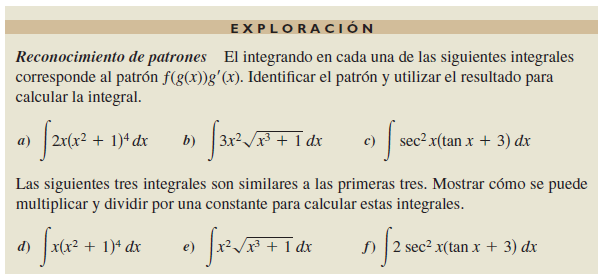 EXPLORACIÓN
Reconocimiento de patrones El integrando en cada una de las siguientes integrales
corresponde al patrón f(g(x))g′(x). Identificar el patrón y utilizar el resultado para
calcular la integral.
a) ∫2x(x² + 1)⁴ dx b) ∫3x²√(x³ + 1) dx c) ∫sec² x(tan x + 3) dx
Las siguientes tres integrales son similares a las primeras tres. Mostrar cómo se puede
multiplicar y dividir por una constante para calcular estas integrales.
d) ∫x(x² + 1)⁴ dx e) ∫x²√(x³ + 1) dx f) ∫2 sec² x(tan x + 3) dx